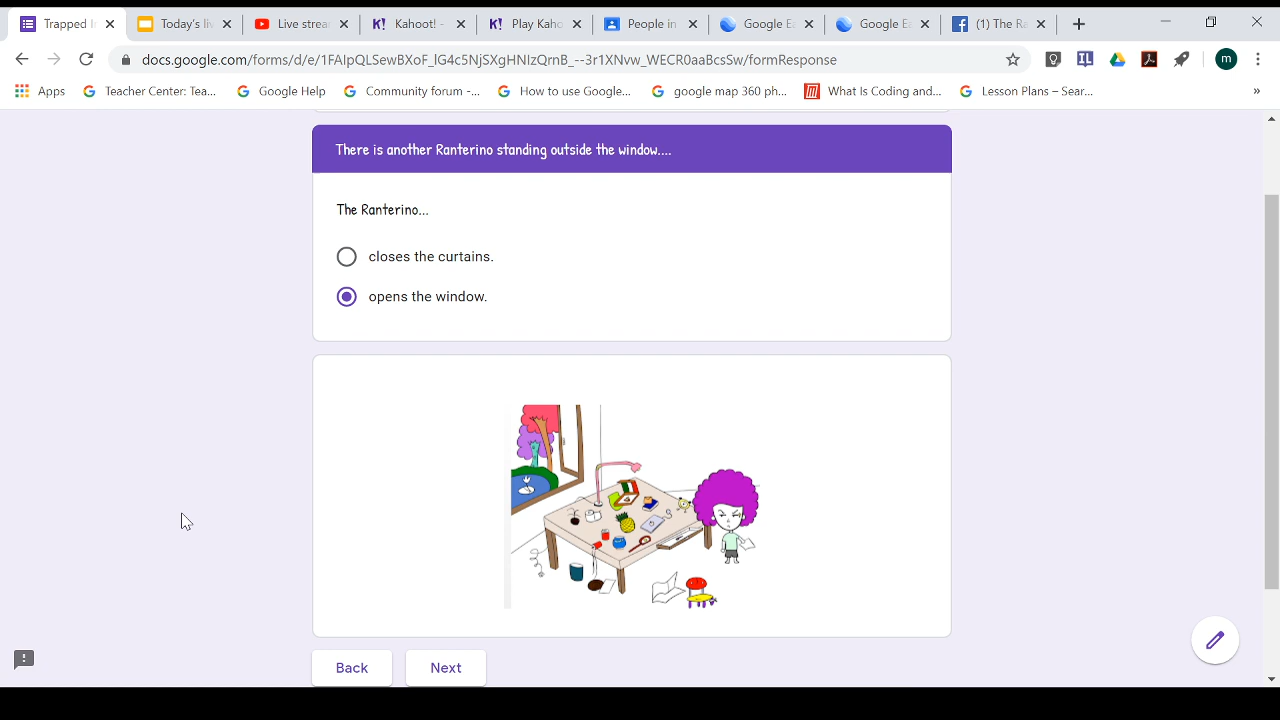 Trapped I
Today's li
Live strea
Kahoot! -
Play Kaho
People in
Google E
Google E
(1) The Ra
docs.google.com/forms/d/e/1FAIpQLSewBXoF_lG4c5NjSXgHNIzQrnB_--3r1XNvw_WECR0aaBcsSw/formResponse
Apps
Teacher Center: Tea...
Google Help
Community forum -...
How to use Google...
google map 360 ph...
What Is Coding and...
Lesson Plans – Sear...
There is another Ranterino standing outside the window....
The Ranterino...
closes the curtains.
opens the window.
Back
Next